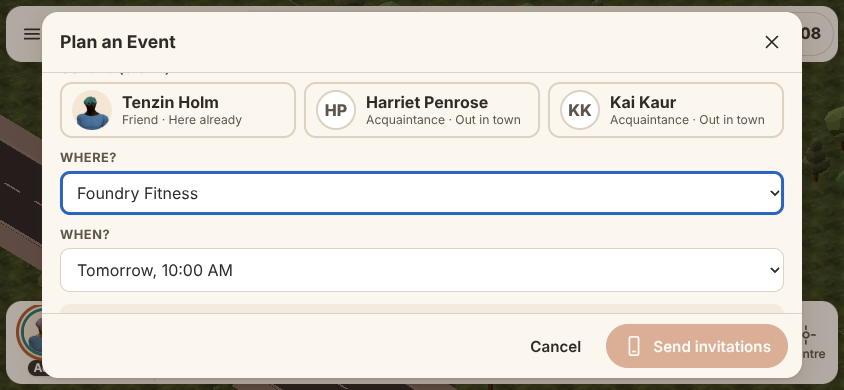 08
Plan an Event
Tenzin Holm
Friend · Here already
HP
Harriet Penrose
Acquaintance · Out in town
KK
Kai Kaur
Acquaintance · Out in town
WHERE?
Foundry Fitness
WHEN?
Tomorrow, 10:00 AM
Cancel
Send invitations
ntre